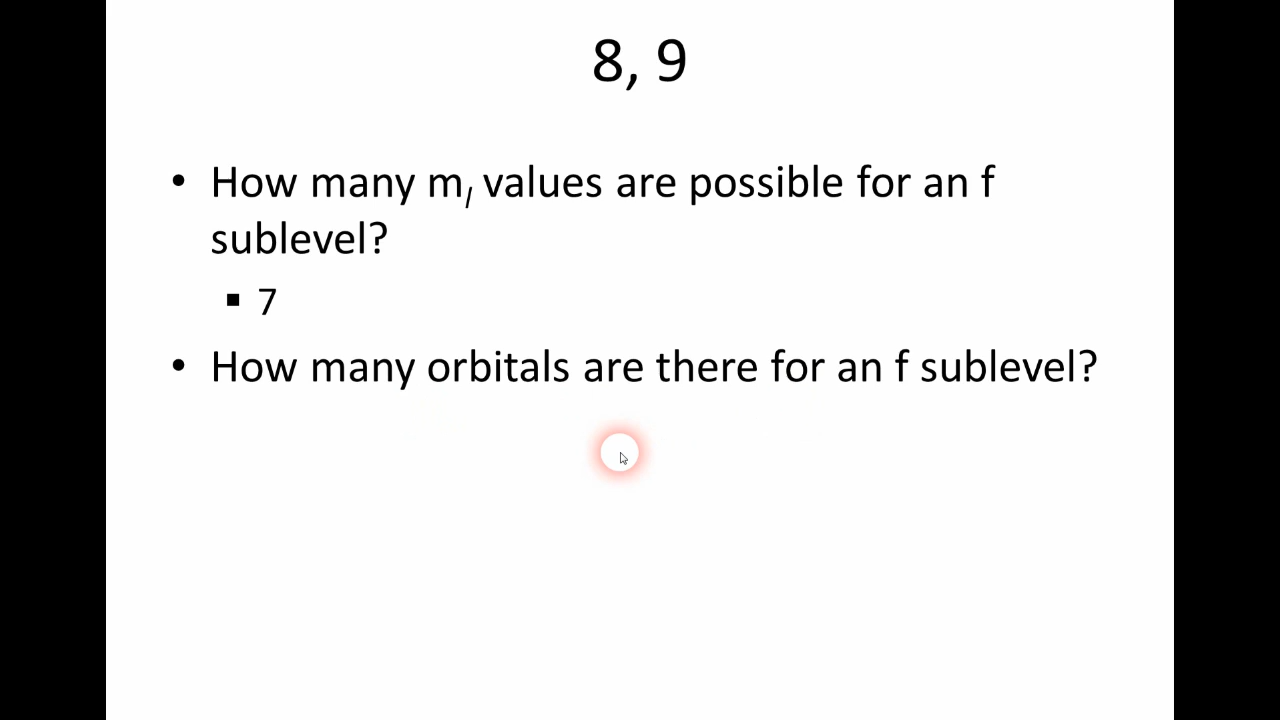 8, 9
• How many mₗ values are possible for an f
sublevel?
▪ 7
• How many orbitals are there for an f sublevel?